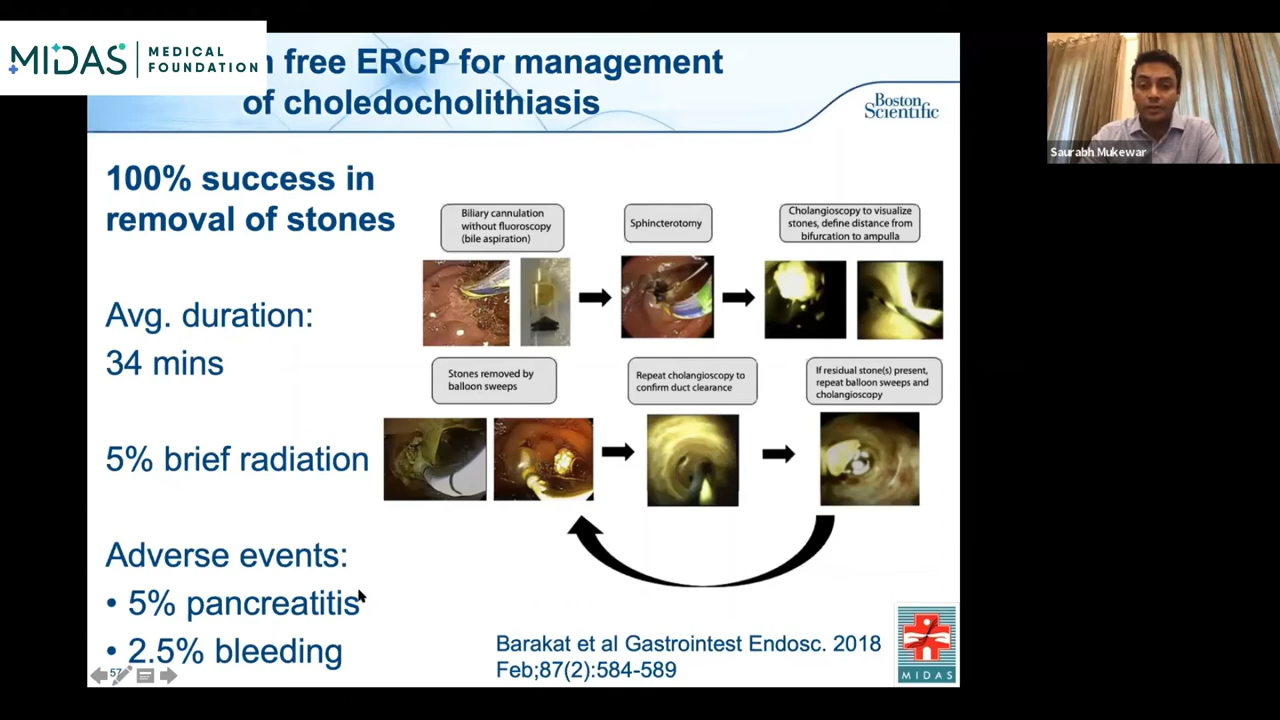 MIDAS
MEDICAL
FOUNDATION
free ERCP for management
of choledocholithiasis
Boston
Scientific
Saurabh Mukewar
100% success in
removal of stones
Avg. duration:
34 mins
5% brief radiation
Adverse events:
• 5% pancreatitis
• 2.5% bleeding
Biliary cannulation
without fluoroscopy
(bile aspiration)
Sphincterotomy
Cholangioscopy to visualize
stones, define distance from
bifurcation to ampulla
Stones removed by
balloon sweeps
Repeat cholangioscopy to
confirm duct clearance
If residual stone(s) present,
repeat balloon sweeps and
cholangioscopy
Barakat et al Gastrointest Endosc. 2018
Feb;87(2):584-589
MIDAS